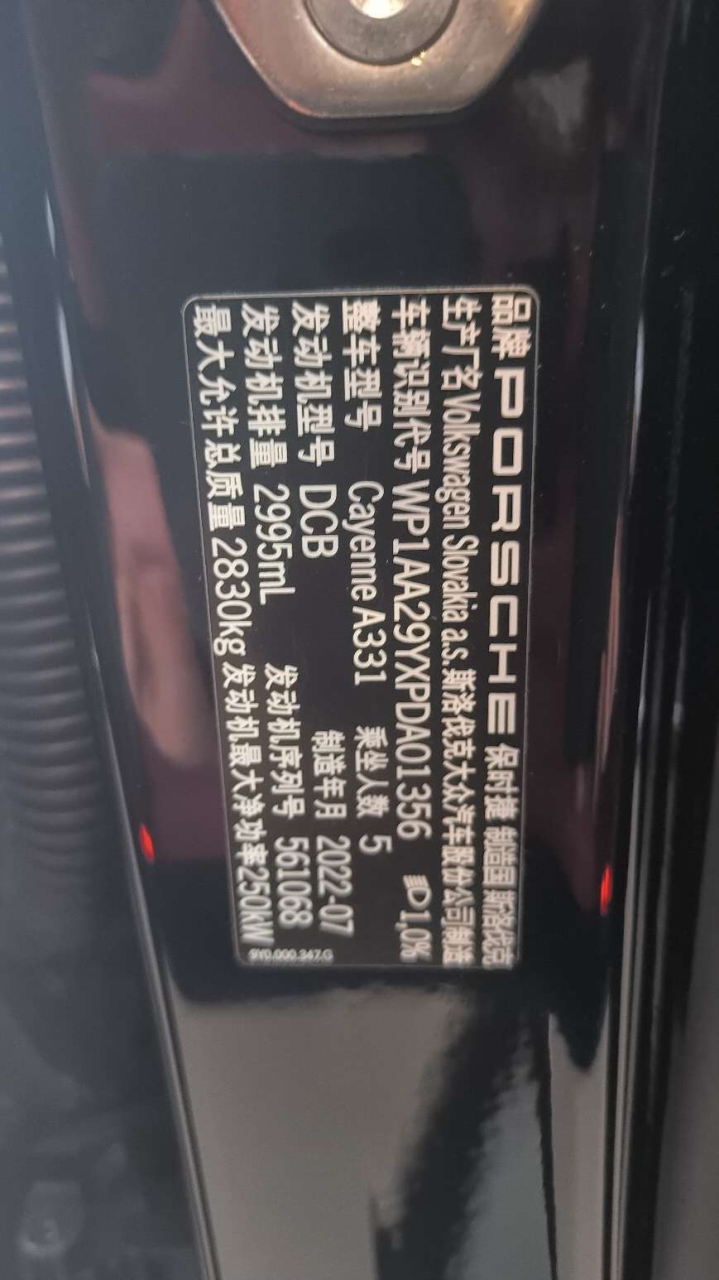 品牌 PORSCHE 保时捷 制造国 斯洛伐克
生产厂名 Volkswagen Slovakia a.s. 斯洛伐克大众汽车股份公司制造
车辆识别代号 WP1AA29YXPDA01356 1,0%
整车型号 Cayenne A331 乘坐人数 5
发动机型号 DCB 制造年月 2022-07
发动机排量 2995mL 发动机序列号 561068
最大允许总质量 2830kg 发动机最大净功率 250kW
9Y0.000.347.G